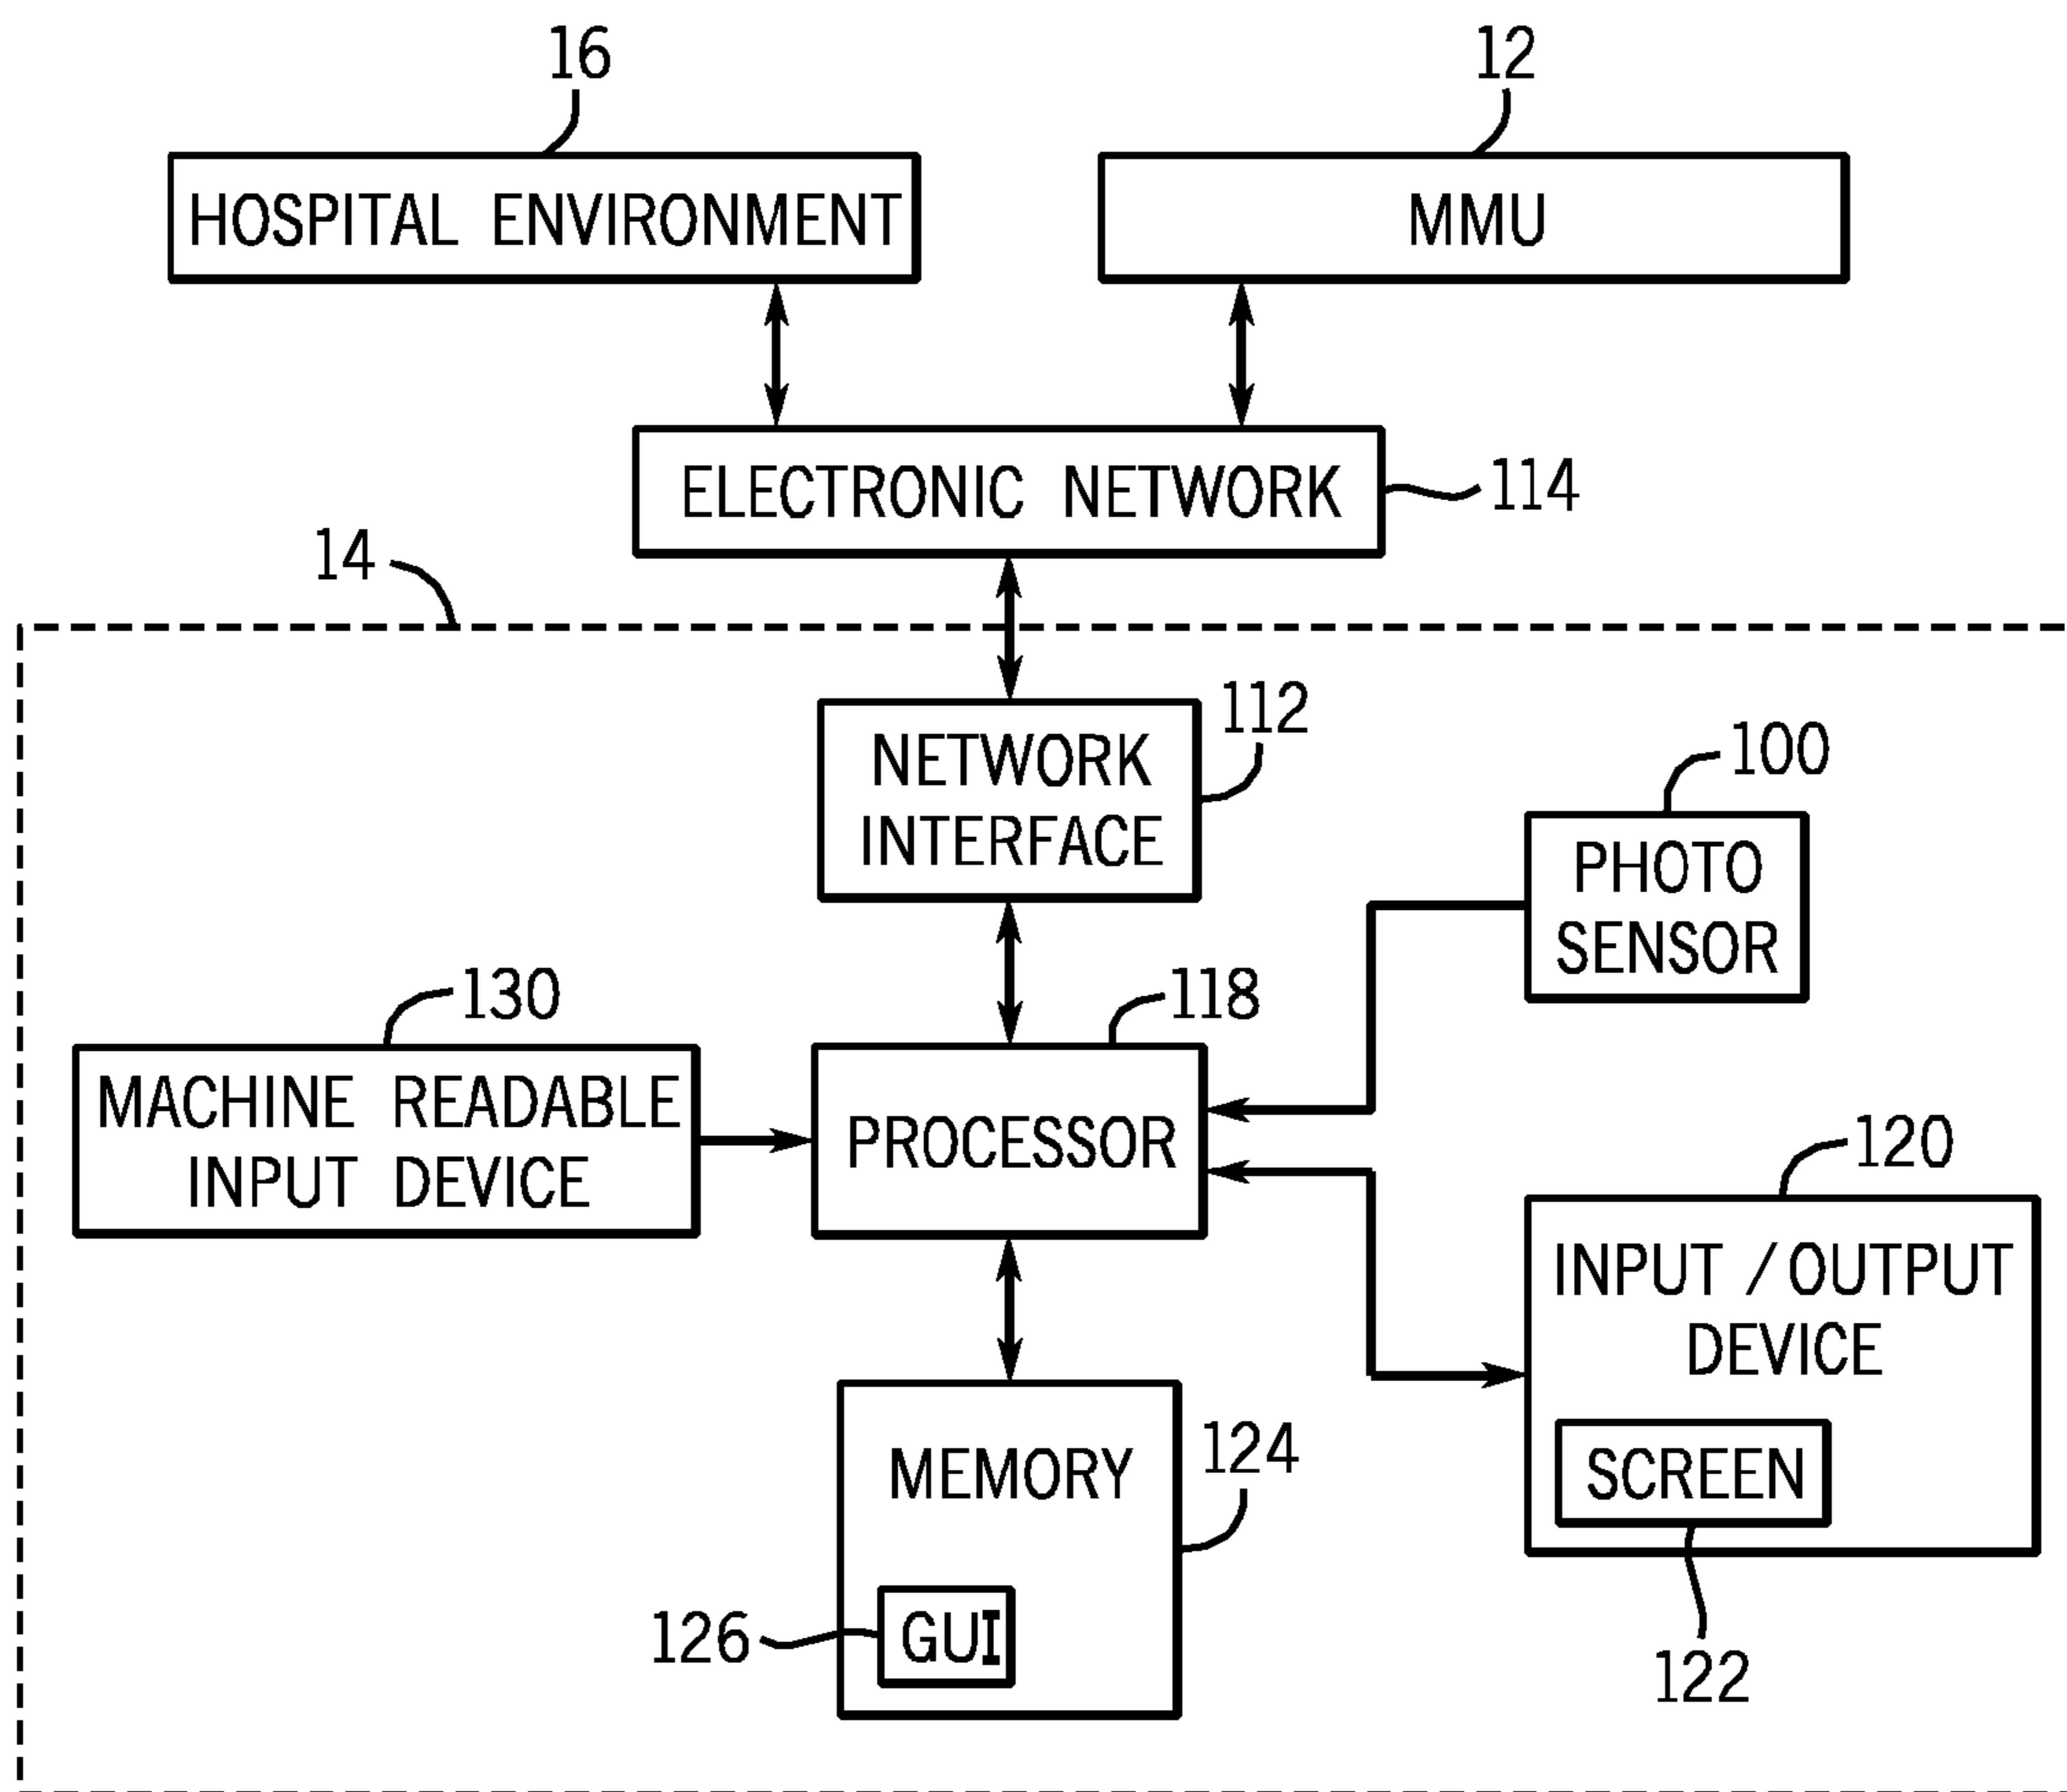 16
12
HOSPITAL ENVIRONMENT
MMU
ELECTRONIC NETWORK
114
14
112
NETWORK
INTERFACE
100
PHOTO
SENSOR
130
118
MACHINE READABLE
INPUT DEVICE
PROCESSOR
120
INPUT / OUTPUT
DEVICE
SCREEN
122
MEMORY
124
126
GUI